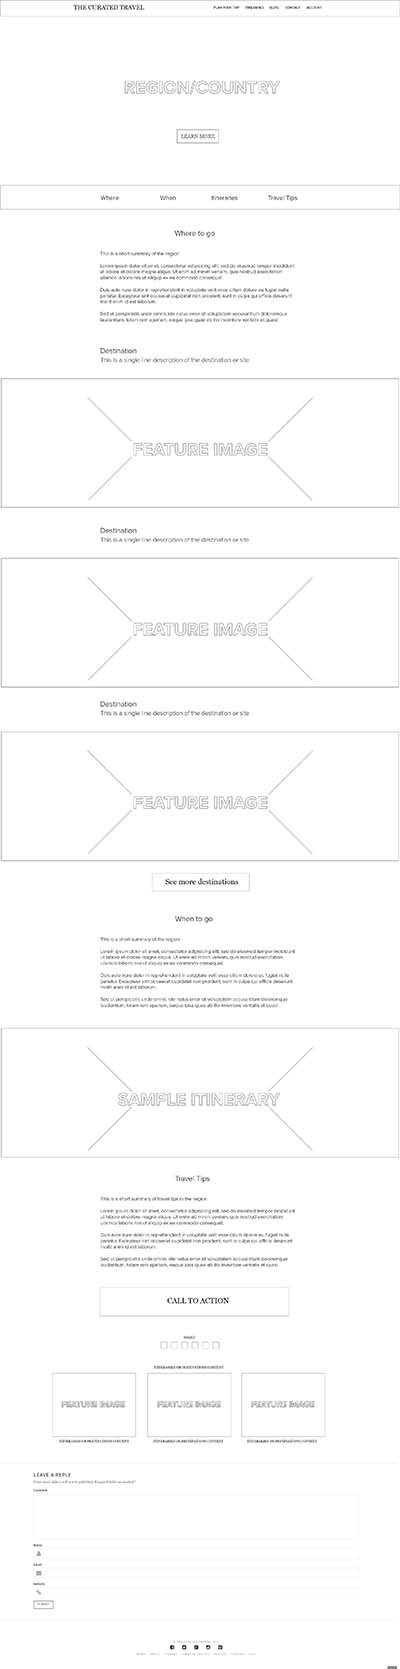 THE CURATED TRAVEL
PLAN YOUR TRIP ITINERARIES BLOG CONTACT ACCOUNT
REGION/COUNTRY
LEARN MORE
Where When Itineraries Travel Tips
Where to go
This is a short summary of the region.
Lorem ipsum dolor sit amet, consectetur adipiscing elit, sed do eiusmod tempor incididunt
ut labore et dolore magna aliqua. Ut enim ad minim veniam, quis nostrud exercitation
ullamco laboris nisi ut aliquip ex ea commodo consequat.
Duis aute irure dolor in reprehenderit in voluptate velit esse cillum dolore eu fugiat nulla
pariatur. Excepteur sint occaecat cupidatat non proident, sunt in culpa qui officia deserunt
mollit anim id est laborum.
Sed ut perspiciatis unde omnis iste natus error sit voluptatem accusantium doloremque
laudantium, totam rem aperiam, eaque ipsa quae ab illo inventore veritatis et quasi
Destination
This is a single line description of the destination or site
FEATURE IMAGE
Destination
This is a single line description of the destination or site
FEATURE IMAGE
Destination
This is a single line description of the destination or site
FEATURE IMAGE
See more destinations
When to go
This is a short summary of the region.
Lorem ipsum dolor sit amet, consectetur adipiscing elit, sed do eiusmod tempor incididunt
ut labore et dolore magna aliqua. Ut enim ad minim veniam, quis nostrud exercitation
ullamco laboris nisi ut aliquip ex ea commodo consequat.
Duis aute irure dolor in reprehenderit in voluptate velit esse cillum dolore eu fugiat nulla
pariatur. Excepteur sint occaecat cupidatat non proident, sunt in culpa qui officia deserunt
mollit anim id est laborum.
Sed ut perspiciatis unde omnis iste natus error sit voluptatem accusantium doloremque
laudantium, totam rem aperiam, eaque ipsa quae ab illo inventore veritatis et quasi
SAMPLE ITINERARY
Travel Tips
This is a short summary of travel tips in the region.
Lorem ipsum dolor sit amet, consectetur adipiscing elit, sed do eiusmod tempor incididunt
ut labore et dolore magna aliqua. Ut enim ad minim veniam, quis nostrud exercitation
ullamco laboris nisi ut aliquip ex ea commodo consequat.
Duis aute irure dolor in reprehenderit in voluptate velit esse cillum dolore eu fugiat nulla
pariatur. Excepteur sint occaecat cupidatat non proident, sunt in culpa qui officia deserunt
mollit anim id est laborum.
Sed ut perspiciatis unde omnis iste natus error sit voluptatem accusantium doloremque
laudantium, totam rem aperiam, eaque ipsa quae ab illo inventore veritatis et quasi
CALL TO ACTION
SHARE
FEATURE IMAGE FEATURE IMAGE FEATURE IMAGE
LEAVE A REPLY
Comment
Name
Email
Website
SUBMIT